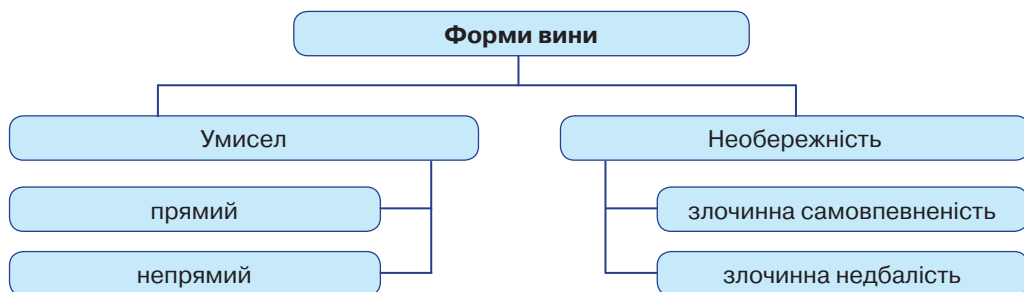 Форми вини
Умисел
Необережність
прямий
злочинна самовпевненість
непрямий
злочинна недбалість